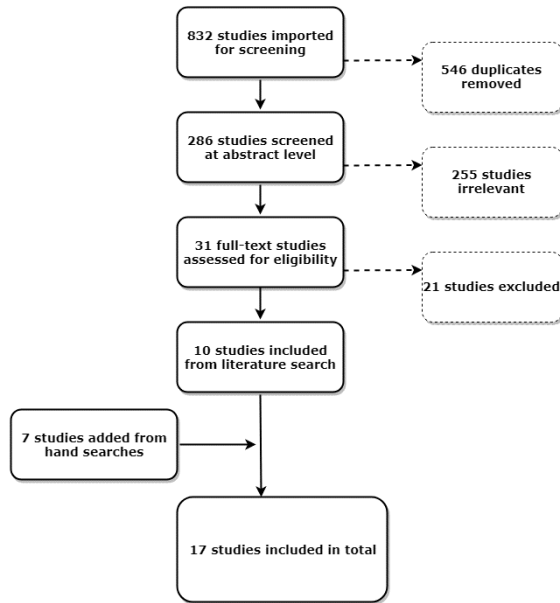 832 studies imported
for screening
546 duplicates
removed
286 studies screened
at abstract level
255 studies
irrelevant
31 full-text studies
assessed for eligibility
21 studies excluded
10 studies included
from literature search
7 studies added from
hand searches
17 studies included in total